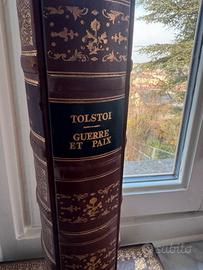 TOLSTOI
GUERRE
ET PAIX
subito